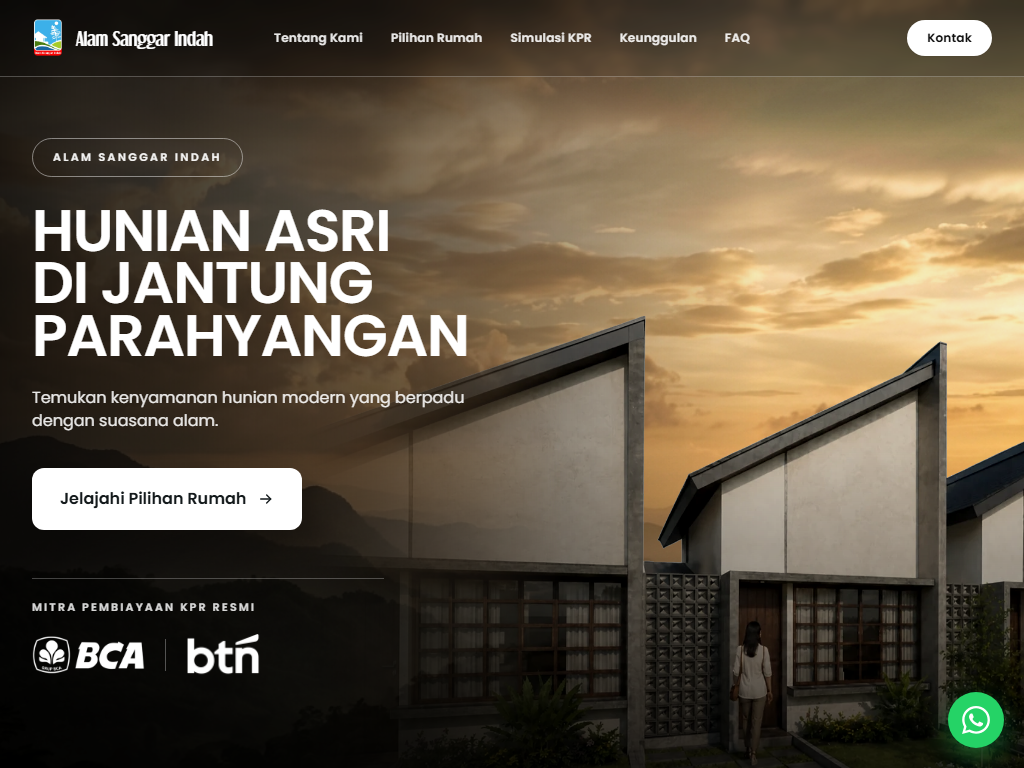 Alam Sanggar Indah
Tentang Kami
Pilihan Rumah
Simulasi KPR
Keunggulan
FAQ
Kontak
ALAM SANGGAR INDAH
HUNIAN ASRI
DI JANTUNG
PARAHYANGAN
Temukan kenyamanan hunian modern yang berpadu
dengan suasana alam.
Jelajahi Pilihan Rumah →
MITRA PEMBIAYAAN KPR RESMI
BCA
btn